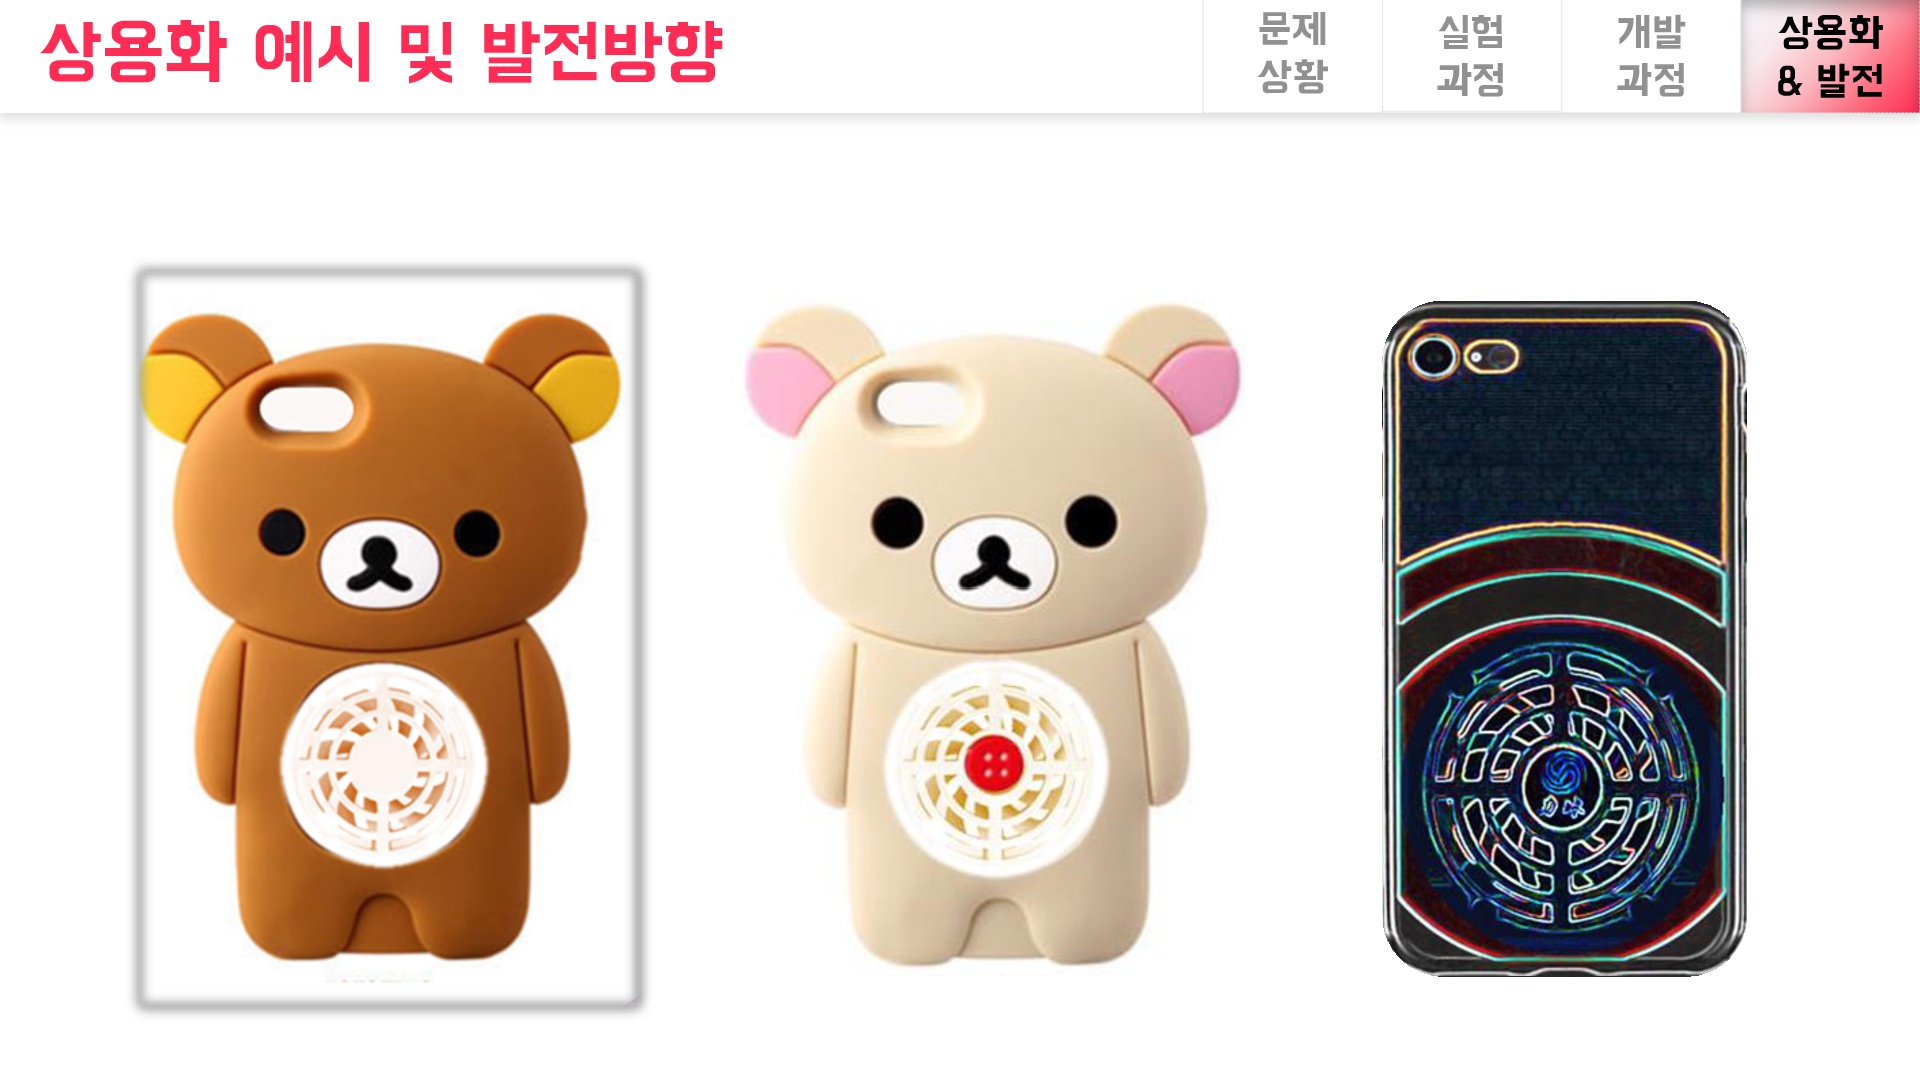 상용화 예시 및 발전방향
문제
상황
실험
과정
개발
과정
상용화
& 발전